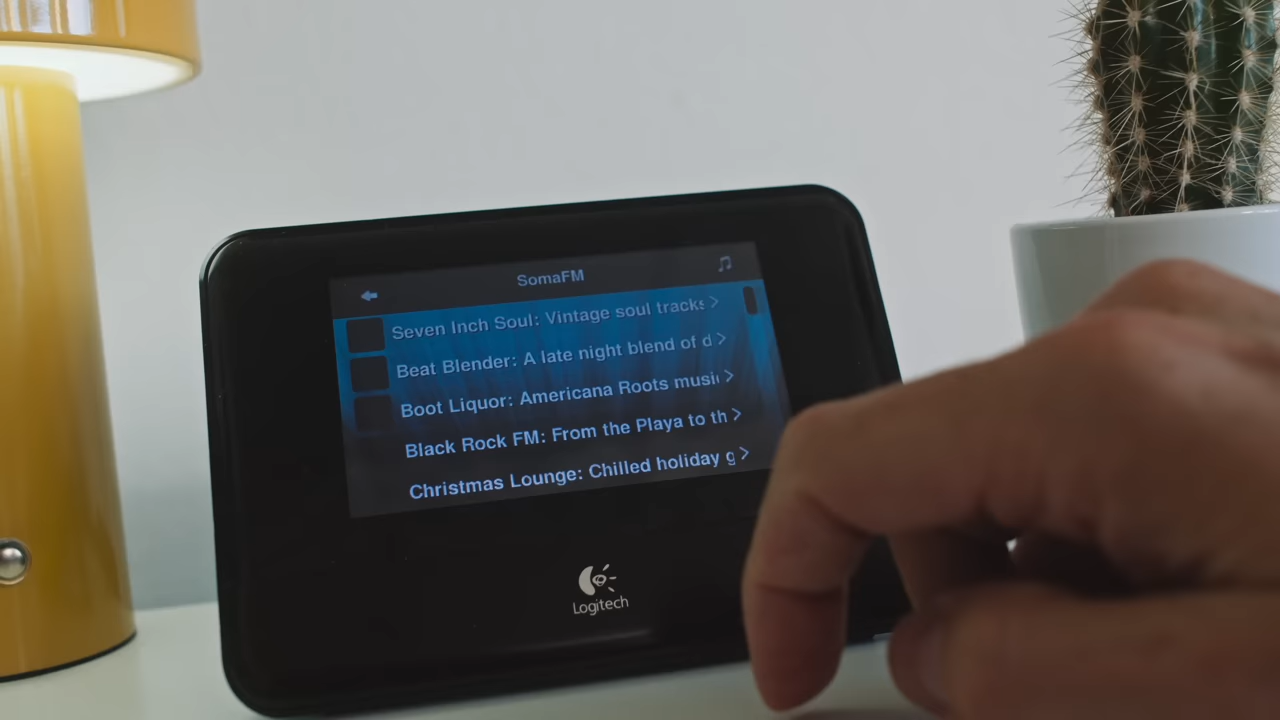 SomaFM
Seven Inch Soul: Vintage soul tracks
Beat Blender: A late night blend of d
Boot Liquor: Americana Roots musi
Black Rock FM: From the Playa to th
Christmas Lounge: Chilled holiday g
Logitech